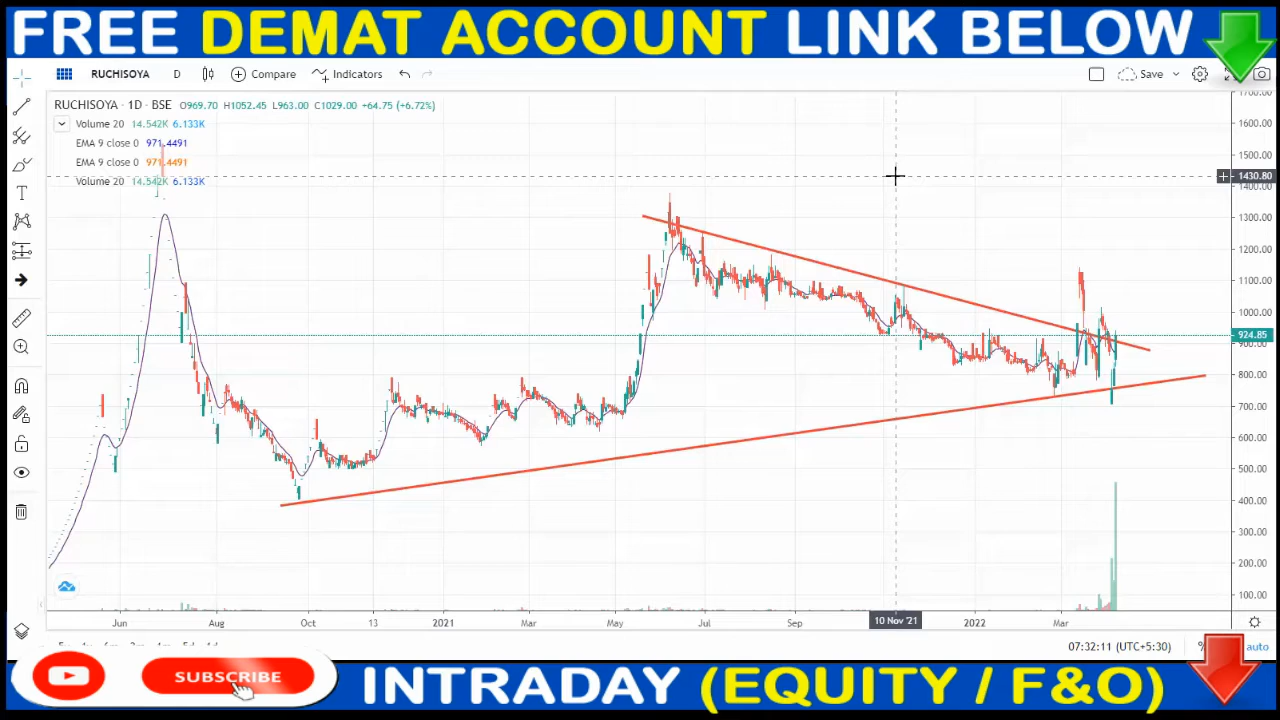 FREE DEMAT ACCOUNT LINK BELOW
RUCHISOYA D Compare Indicators Save
RUCHISOYA · 1D · BSE O969.70 H1052.45 L963.00 C1029.00 +64.75 (+6.72%)
Volume 20 14.542K 6.133K
EMA 9 close 0 971.4491
EMA 9 close 0 971.4491
Volume 20 14.542K 6.133K
1600.00
1500.00
1430.80
1400.00
1300.00
1200.00
1100.00
1000.00
924.85
900.00
800.00
700.00
600.00
500.00
400.00
300.00
200.00
100.00
Jun Aug Oct 13 2021 Mar May Jul Sep 10 Nov '21 2022 Mar
07:32:11 (UTC+5:30) % auto
SUBSCRIBE
INTRADAY (EQUITY / F&O)